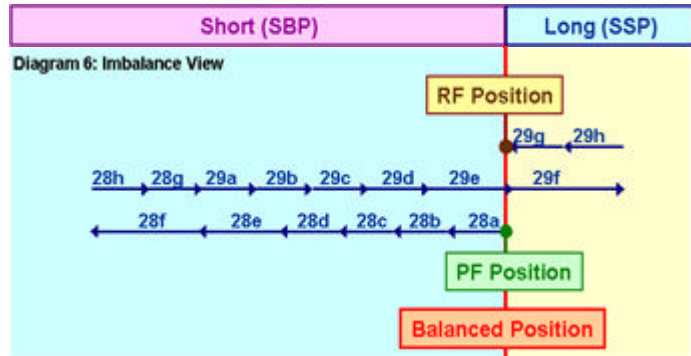 Short (SBP) Long (SSP)
Diagram 6: Imbalance View
RF Position
29g 29h
28h 28g 29a 29b 29c 29d 29e 29f
28f 28e 28d 28c 28b 28a
PF Position
Balanced Position